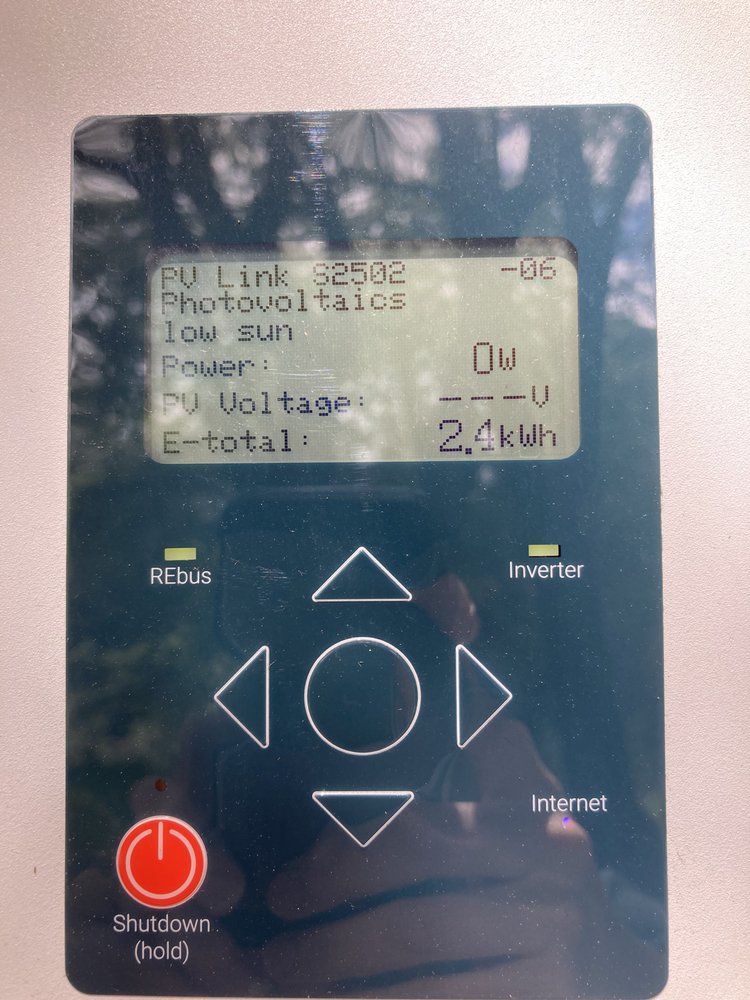 PV Link S2502 -06
Photovoltaics
low sun
Power: 0W
PV Voltage: ---V
E-total: 2.4kWh
REbus Inverter
Internet
Shutdown
(hold)